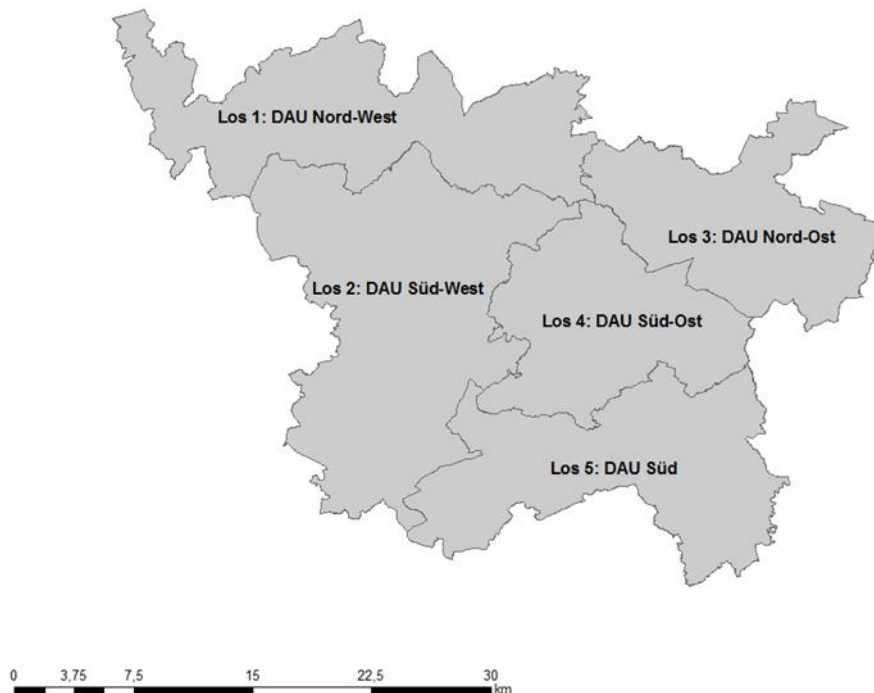 Los 1: DAU Nord-West
Los 3: DAU Nord-Ost
Los 2: DAU Süd-West
Los 4: DAU Süd-Ost
Los 5: DAU Süd
0 3,75 7,5 15 22,5 30
km